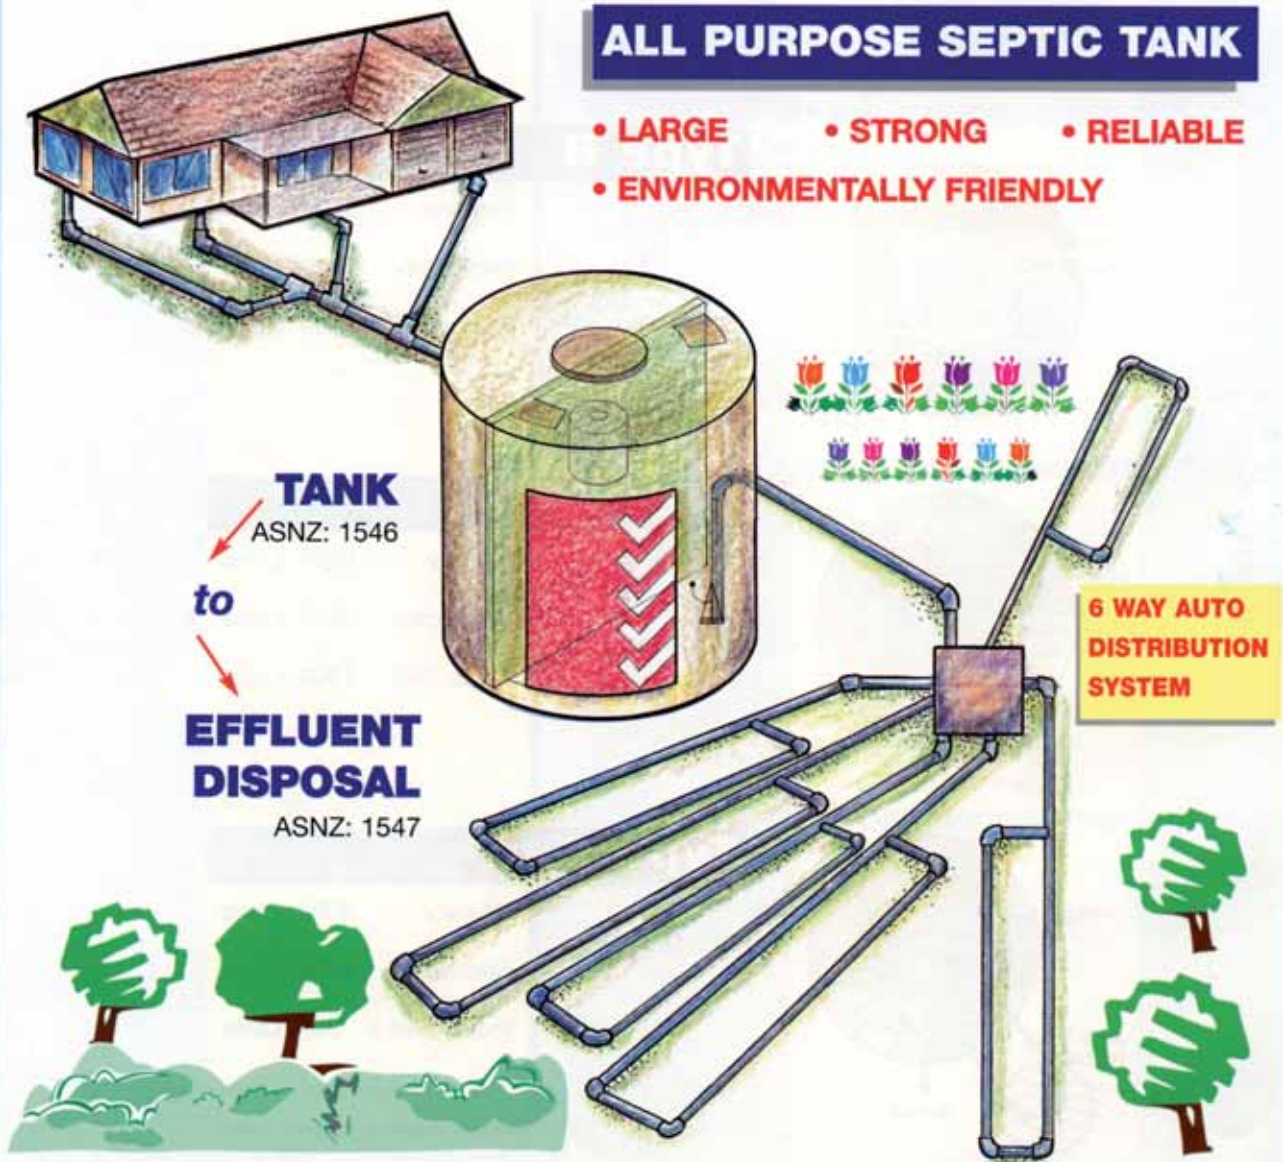 ALL PURPOSE SEPTIC TANK
• LARGE • STRONG • RELIABLE
• ENVIRONMENTALLY FRIENDLY
TANK
ASNZ: 1546
to
EFFLUENT
DISPOSAL
ASNZ: 1547
6 WAY AUTO
DISTRIBUTION
SYSTEM